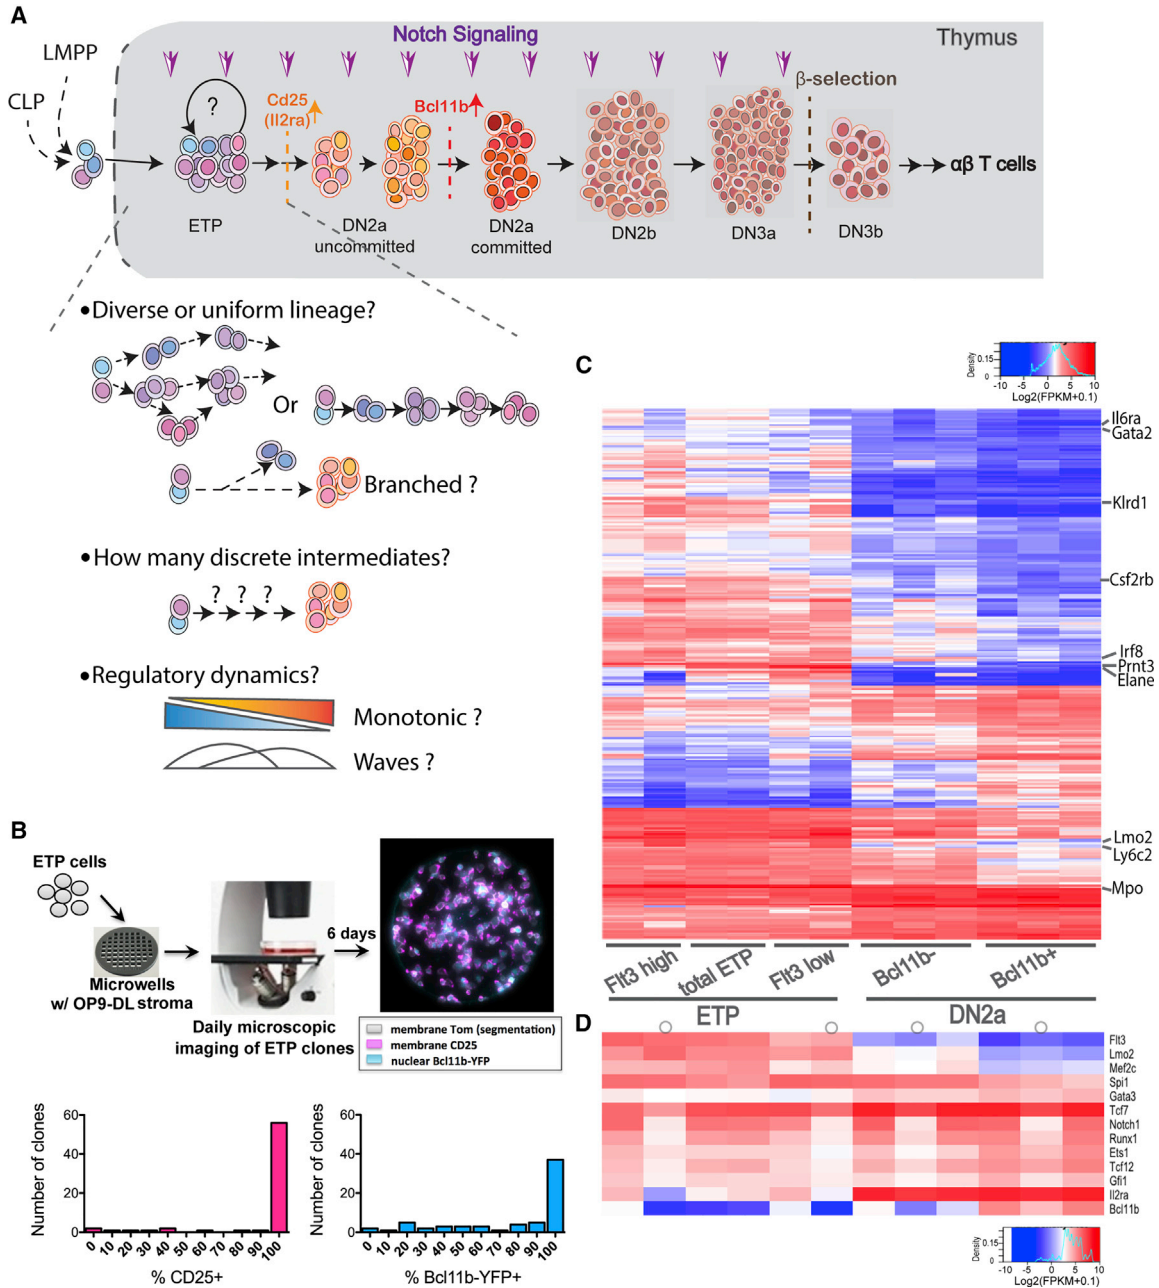 A
Notch Signaling
Thymus
LMPP
CLP
?
Cd25
(Il2ra)
Bcl11b
β-selection
αβ T cells
ETP
DN2a
uncommitted
DN2a
committed
DN2b
DN3a
DN3b
•Diverse or uniform lineage?
Or
Branched ?
•How many discrete intermediates?
? ? ?
•Regulatory dynamics?
Monotonic ?
Waves ?
B
ETP cells
Microwells
w/ OP9-DL stroma
6 days
Daily microscopic
imaging of ETP clones
membrane Tom (segmentation)
membrane CD25
nuclear Bcl11b-YFP
Number of clones
60
40
20
0
0 10 20 30 40 50 60 70 80 90 100
% CD25+
Number of clones
60
40
20
0
0 10 20 30 40 50 60 70 80 90 100
% Bcl11b-YFP+
C
Density
0.15
0
-10 -5 0 5 10
Log2(FPKM+0.1)
Il6ra
Gata2
Klrd1
Csf2rb
Irf8
Prnt3
Elane
Lmo2
Ly6c2
Mpo
Flt3 high
total ETP
Flt3 low
Bcl11b-
Bcl11b+
ETP
DN2a
D
Flt3
Lmo2
Mef2c
Spi1
Gata3
Tcf7
Notch1
Runx1
Ets1
Tcf12
Gfi1
Il2ra
Bcl11b
Density
0.15
0
-10 -5 0 5 10
Log2(FPKM+0.1)